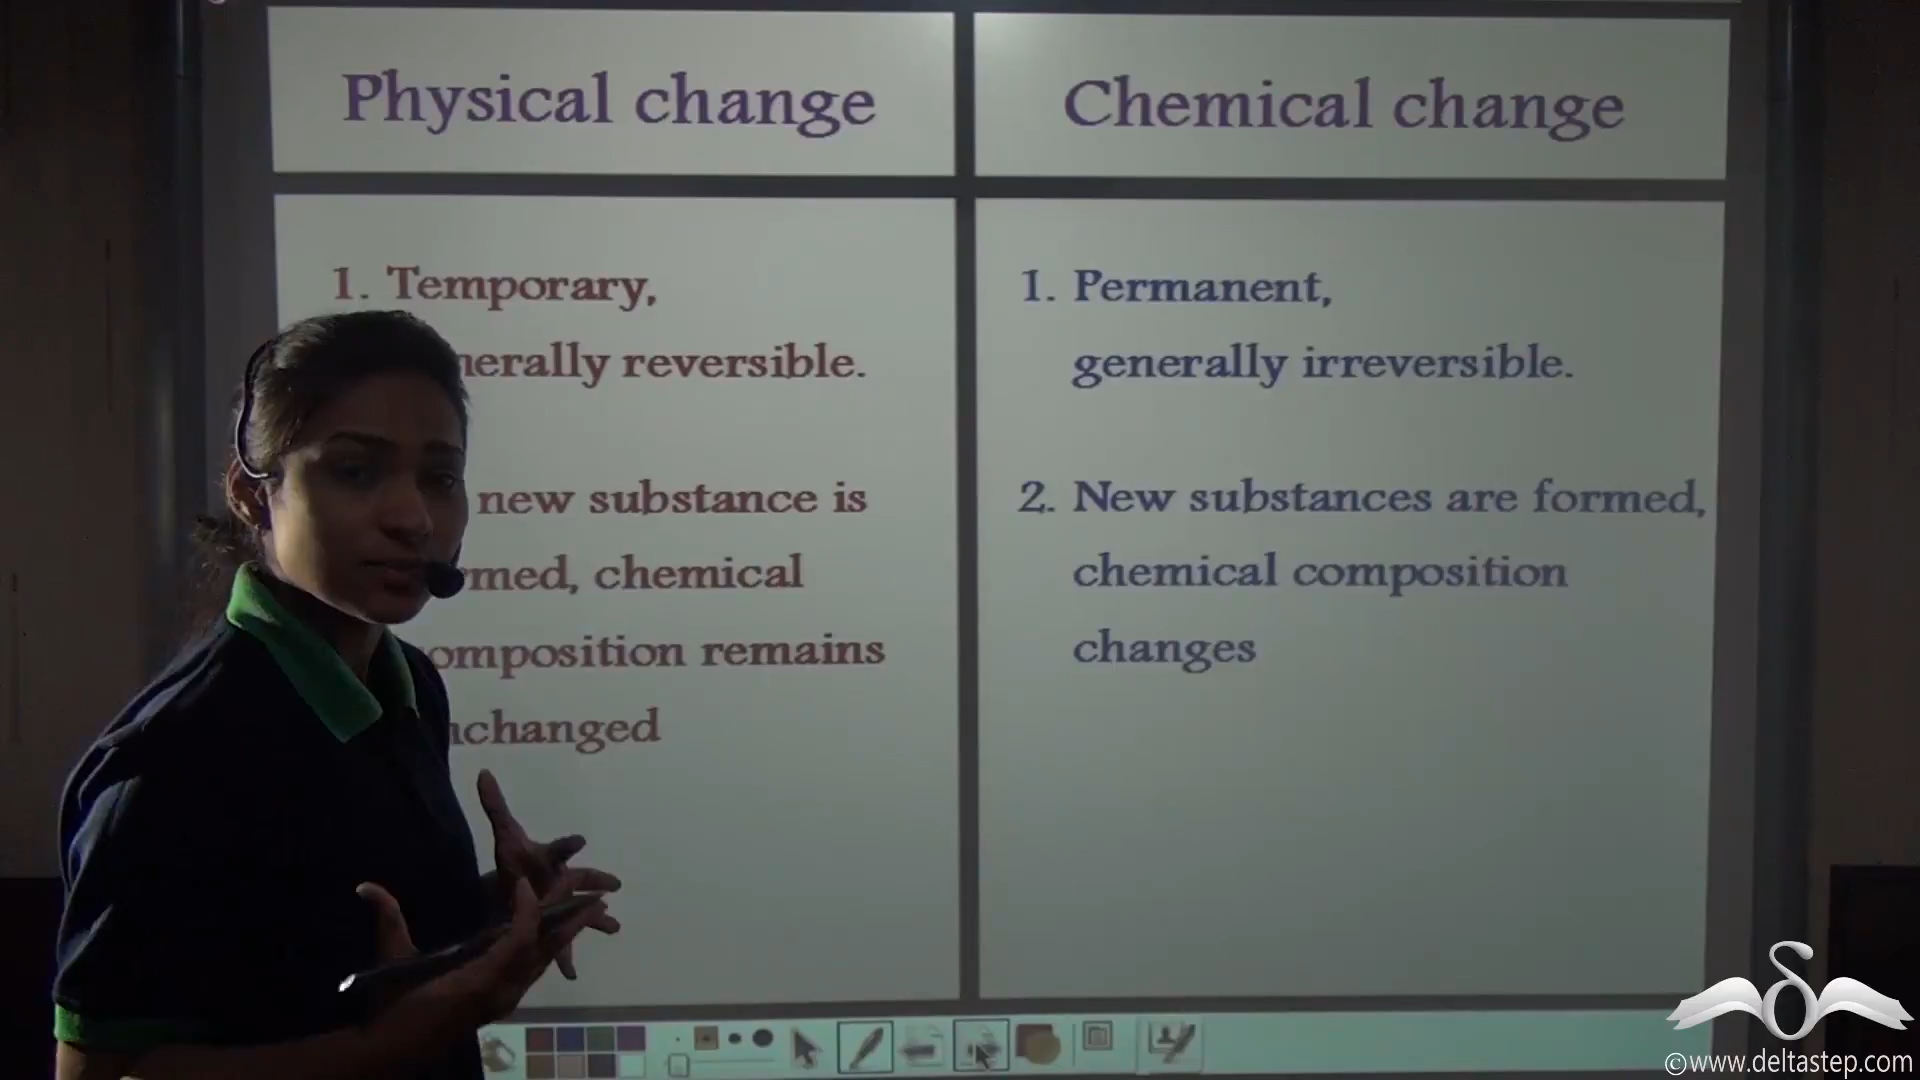 Physical change
Chemical change
1. Temporary,
nerally reversible.
new substance is
med, chemical
omposition remains
nchanged
1. Permanent,
generally irreversible.
2. New substances are formed,
chemical composition
changes
©www.deltastep.com